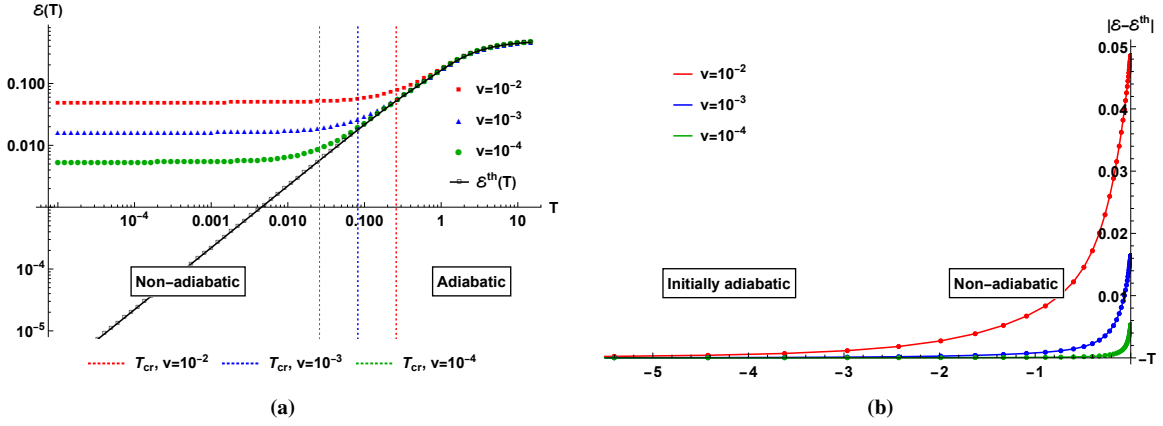 ℰ(T)
0.100
0.010
10⁻⁴
10⁻⁵
10⁻⁴ 0.001 0.010 0.100 1 10 T
v=10⁻²
v=10⁻³
v=10⁻⁴
ℰᵗʰ(T)
Non-adiabatic
Adiabatic
T_cr, v=10⁻² T_cr, v=10⁻³ T_cr, v=10⁻⁴
(a)
|ℰ-ℰᵗʰ|
0.05
0.04
0.03
0.02
0.01
v=10⁻²
v=10⁻³
v=10⁻⁴
Initially adiabatic
Non-adiabatic
-T
-5 -4 -3 -2 -1
(b)